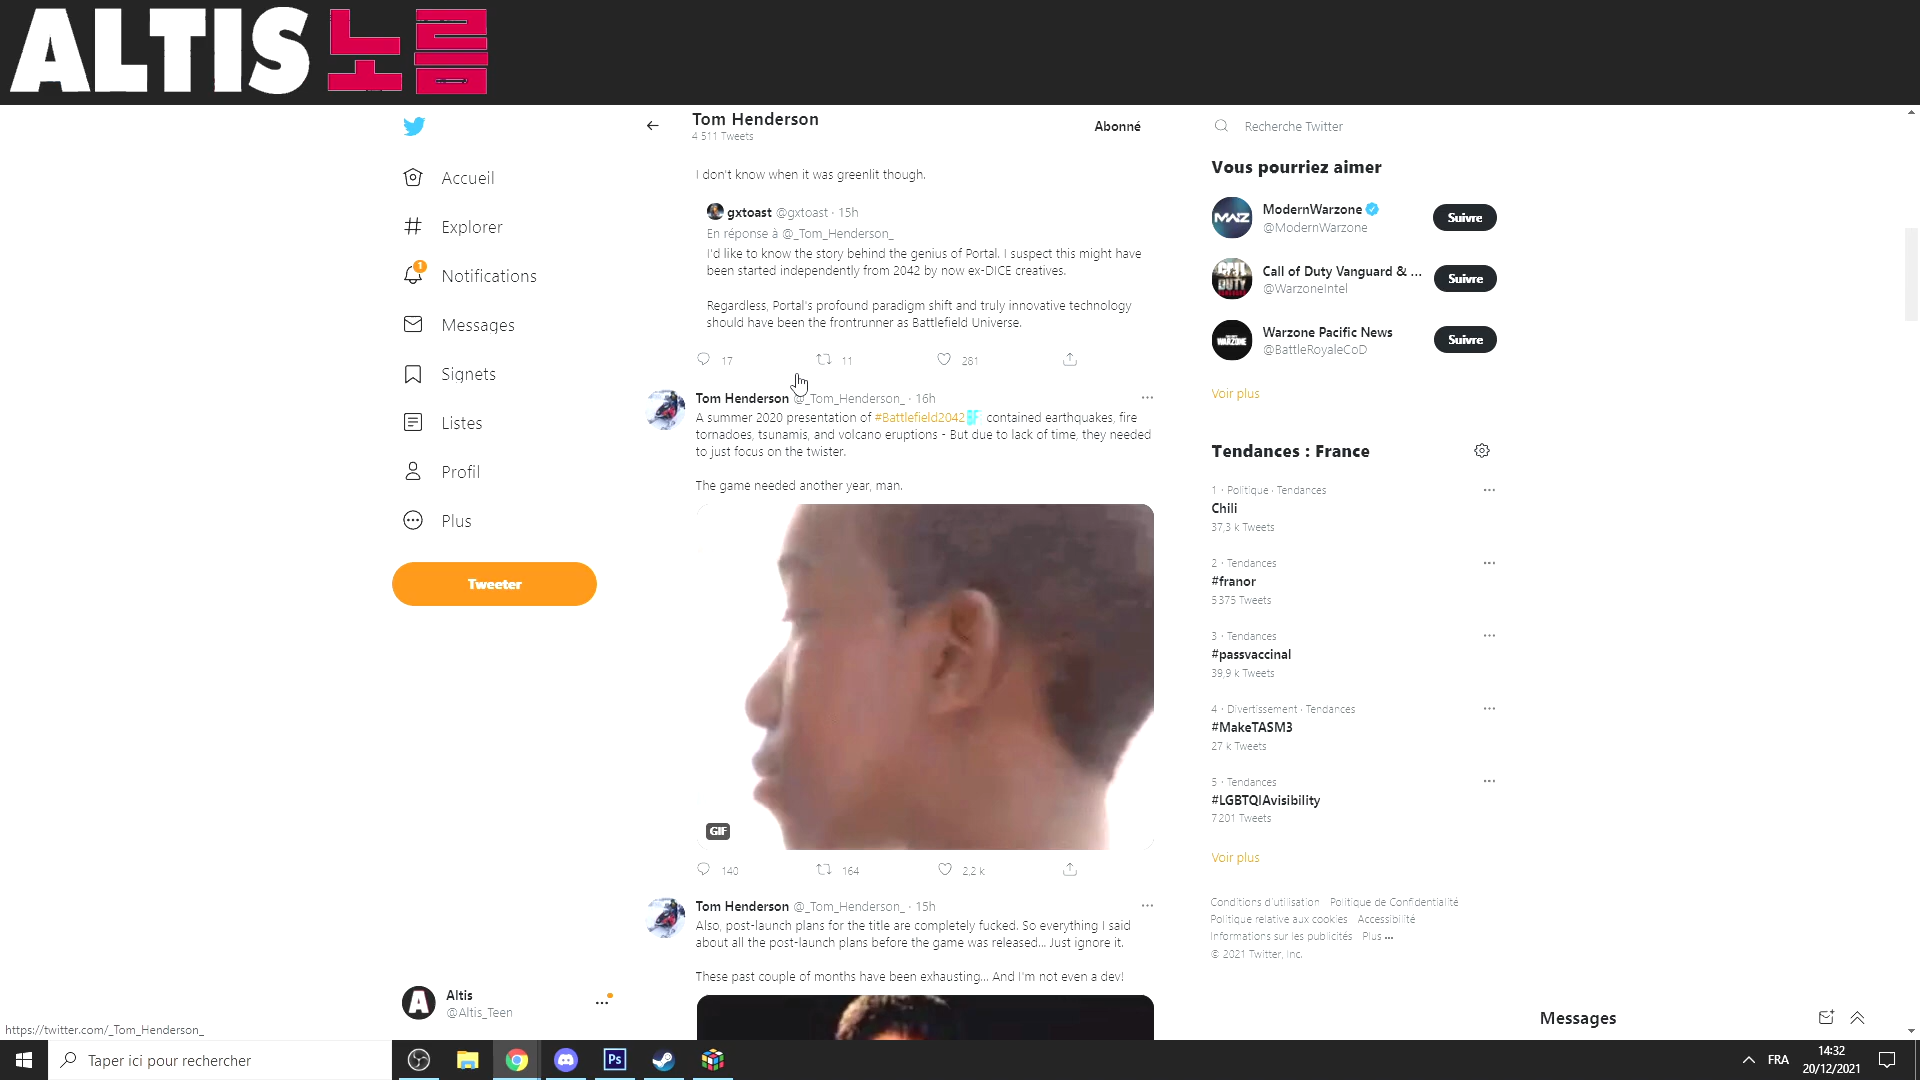 ALTIS 노름
Accueil
Explorer
1
Notifications
Messages
Signets
Listes
Profil
Plus
Tweeter
Altis
@Altis_Teen
https://twitter.com/_Tom_Henderson_
Tom Henderson
4 511 Tweets
Abonné
I don't know when it was greenlit though.
gxtoast @gxtoast · 15h
En réponse à @_Tom_Henderson_
I'd like to know the story behind the genius of Portal. I suspect this might have
been started independently from 2042 by now ex-DICE creatives.
Regardless, Portal's profound paradigm shift and truly innovative technology
should have been the frontrunner as Battlefield Universe.
17 11 281
Tom Henderson @_Tom_Henderson_ · 16h
A summer 2020 presentation of #Battlefield2042 contained earthquakes, fire
tornadoes, tsunamis, and volcano eruptions - But due to lack of time, they needed
to just focus on the twister.
The game needed another year, man.
GIF
140 164 2,2 k
Tom Henderson @_Tom_Henderson_ · 15h
Also, post-launch plans for the title are completely fucked. So everything I said
about all the post-launch plans before the game was released... Just ignore it.
These past couple of months have been exhausting... And I'm not even a dev!
Recherche Twitter
Vous pourriez aimer
MWZ
ModernWarzone
@ModernWarzone
Suivre
Call of Duty Vanguard & ...
@WarzoneIntel
Suivre
WARZONE
Warzone Pacific News
@BattleRoyaleCoD
Suivre
Voir plus
Tendances : France
1 · Politique · Tendances
Chili
37,3 k Tweets
2 · Tendances
#franor
5 375 Tweets
3 · Tendances
#passvaccinal
39,9 k Tweets
4 · Divertissement · Tendances
#MakeTASM3
27 k Tweets
5 · Tendances
#LGBTQIAvisibility
7 201 Tweets
Voir plus
Conditions d'utilisation Politique de Confidentialité
Politique relative aux cookies Accessibilité
Informations sur les publicités Plus ...
© 2021 Twitter, Inc.
Messages
Taper ici pour rechercher
Ps
FRA
14:32
20/12/2021